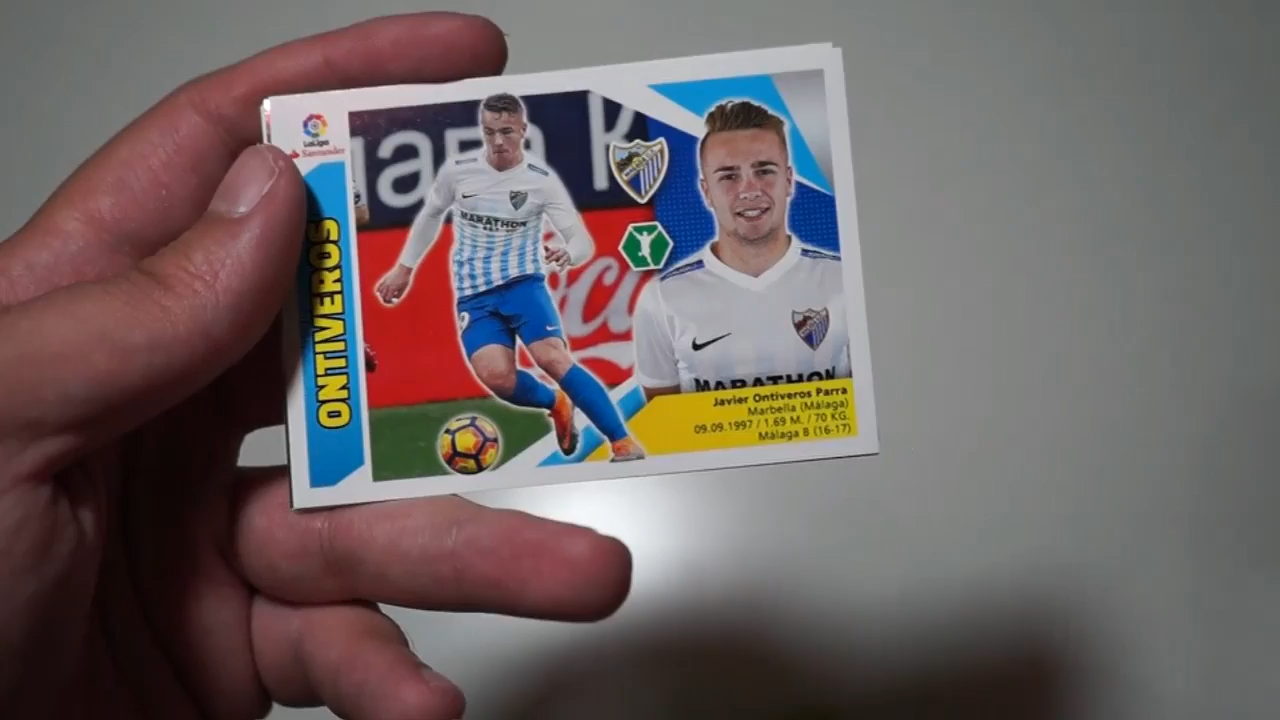 LaLiga
Santander
ONTIVEROS
MARATHON
MARATHON
Javier Ontiveros Parra
Marbella (Málaga)
09.09.1997 / 1.69 M. / 70 KG.
Málaga B (16-17)